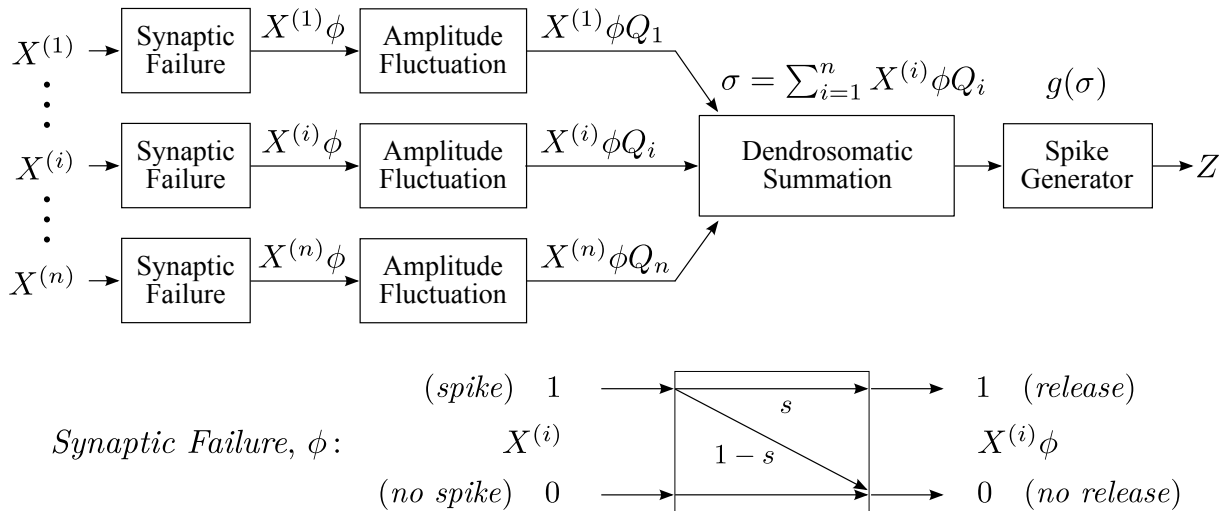 X^{(1)} Synaptic Failure X^{(1)}ϕ Amplitude Fluctuation X^{(1)}ϕQ_1
σ = ∑_{i=1}^{n} X^{(i)}ϕQ_i g(σ)
X^{(i)} Synaptic Failure X^{(i)}ϕ Amplitude Fluctuation X^{(i)}ϕQ_i Dendrosomatic Summation Spike Generator Z
X^{(n)} Synaptic Failure X^{(n)}ϕ Amplitude Fluctuation X^{(n)}ϕQ_n
(spike) 1 s 1 (release)
Synaptic Failure, ϕ: X^{(i)} 1 − s X^{(i)}ϕ
(no spike) 0 0 (no release)